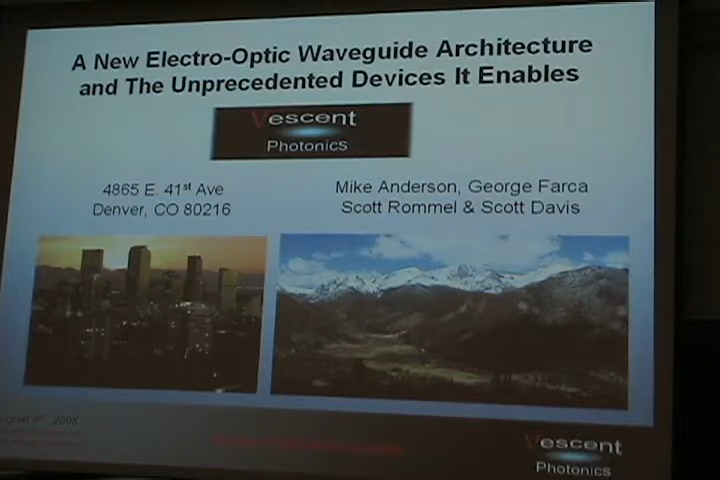 A New Electro-Optic Waveguide Architecture
and The Unprecedented Devices It Enables
Vescent
Photonics
4865 E. 41st Ave
Denver, CO 80216
Mike Anderson, George Farca
Scott Rommel & Scott Davis
2008
Vescent
Photonics